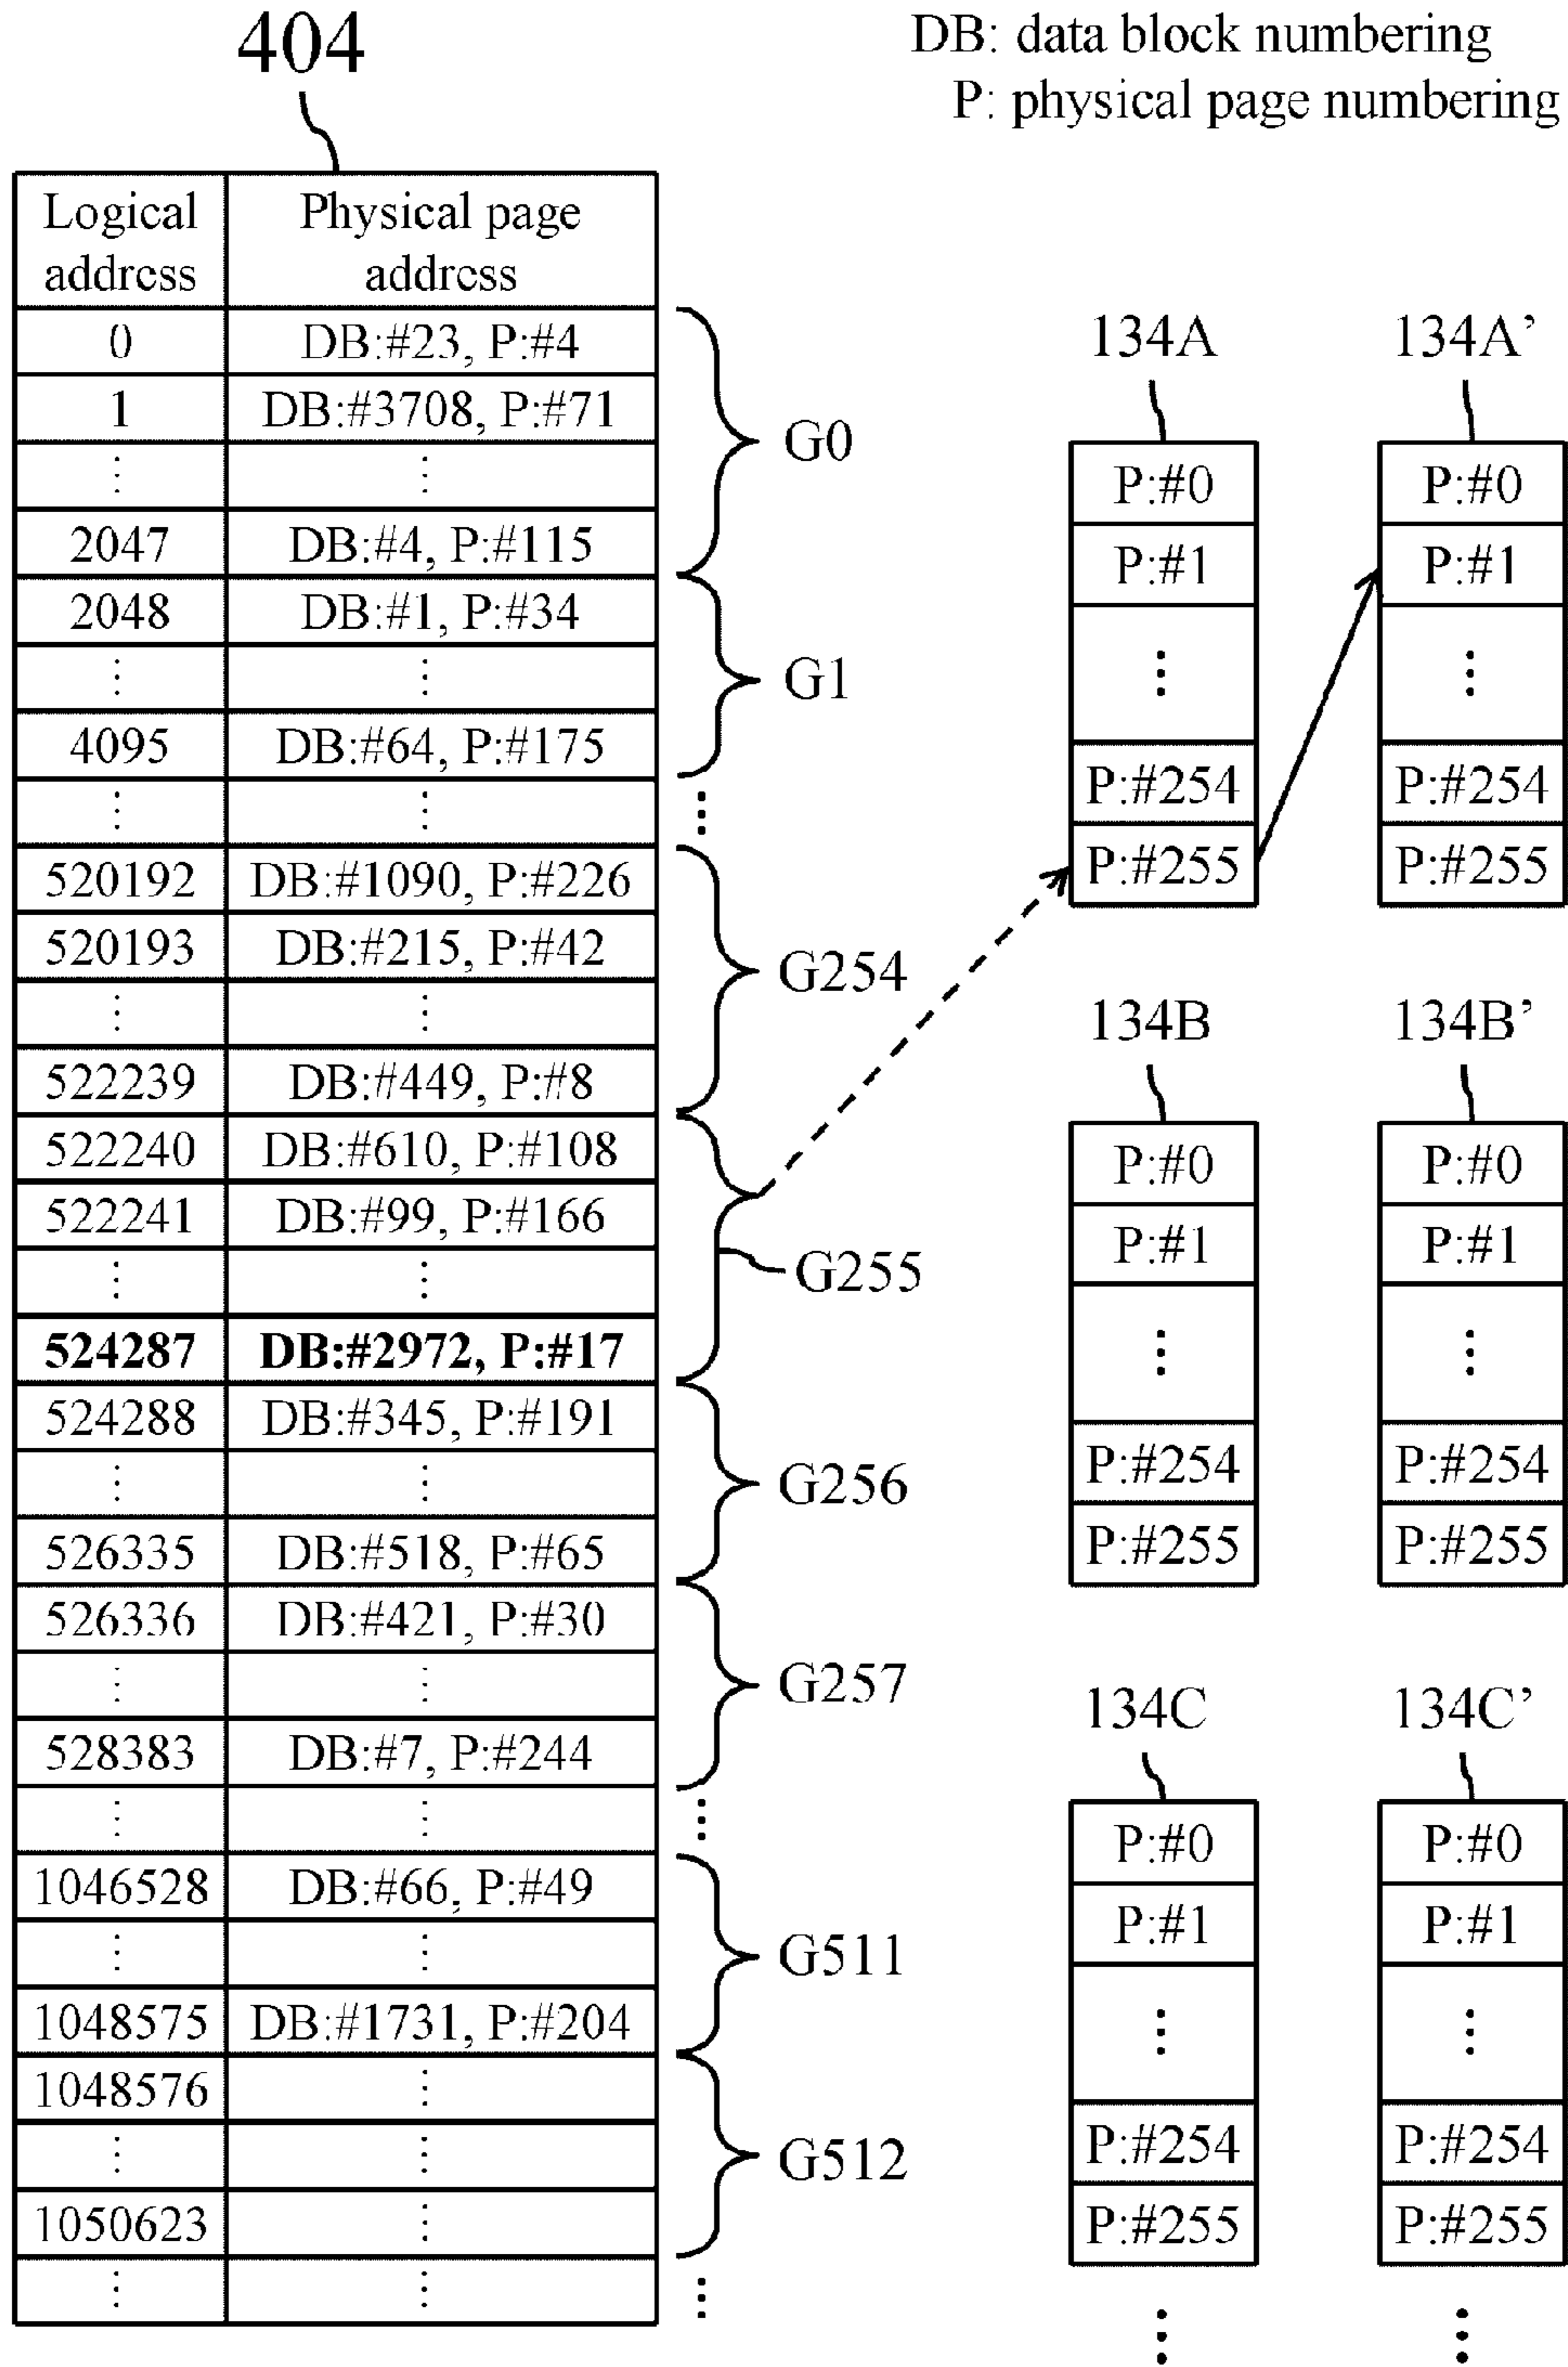 404
DB: data block numbering
P: physical page numbering
Logical address Physical page address
0 DB:#23, P:#4
1 DB:#3708, P:#71
⋮ ⋮
2047 DB:#4, P:#115
G0
2048 DB:#1, P:#34
⋮ ⋮
4095 DB:#64, P:#175
G1
⋮ ⋮ ⋮
520192 DB:#1090, P:#226
520193 DB:#215, P:#42
⋮ ⋮
522239 DB:#449, P:#8
G254
522240 DB:#610, P:#108
522241 DB:#99, P:#166
⋮ ⋮
524287 DB:#2972, P:#17
G255
524288 DB:#345, P:#191
⋮ ⋮
526335 DB:#518, P:#65
G256
526336 DB:#421, P:#30
⋮ ⋮
528383 DB:#7, P:#244
G257
⋮ ⋮ ⋮
1046528 DB:#66, P:#49
⋮ ⋮
1048575 DB:#1731, P:#204
G511
1048576 ⋮
⋮ ⋮
1050623 ⋮
G512
⋮ ⋮ ⋮
134A
P:#0
P:#1
⋮
P:#254
P:#255
134A’
P:#0
P:#1
⋮
P:#254
P:#255
134B
P:#0
P:#1
⋮
P:#254
P:#255
134B’
P:#0
P:#1
⋮
P:#254
P:#255
134C
P:#0
P:#1
⋮
P:#254
P:#255
⋮
134C’
P:#0
P:#1
⋮
P:#254
P:#255
⋮